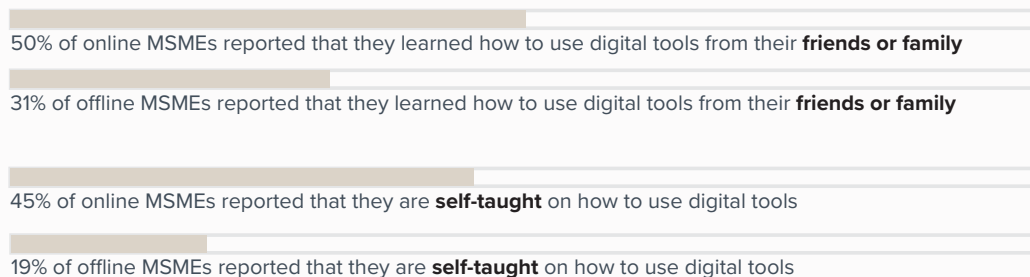 50% of online MSMEs reported that they learned how to use digital tools from their friends or family
31% of offline MSMEs reported that they learned how to use digital tools from their friends or family
45% of online MSMEs reported that they are self-taught on how to use digital tools
19% of offline MSMEs reported that they are self-taught on how to use digital tools